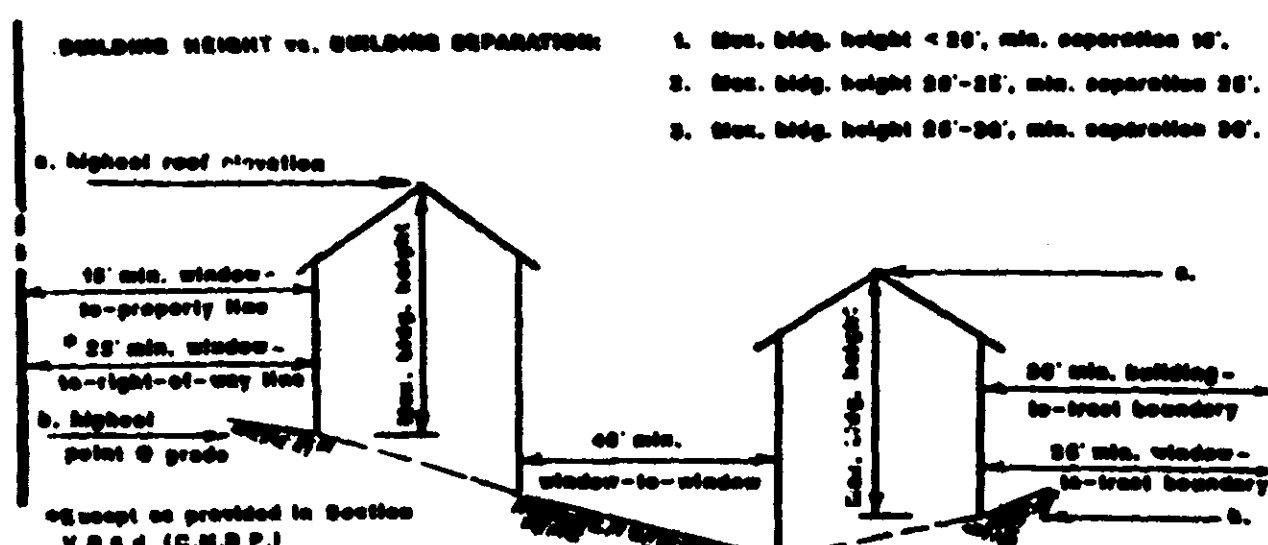 BUILDING HEIGHT vs. BUILDING SEPARATION:
1. Max. bldg. height < 20', min. separation
2. Max. bldg. height 20'-25', min. separation 25'.
3. Max. bldg. height 25'-30', min. separation 30'.
a. highest roof elevation
Max. bldg. height
15' min. window-
to-property line
* 25' min. window-
to-right-of-way line
b. highest
point @ grade
40' min.
window-to-window
a.
Max. bldg. height
min. building-
to-tract boundary
min. window-
to-tract boundary
b.
*Except as provided in Section